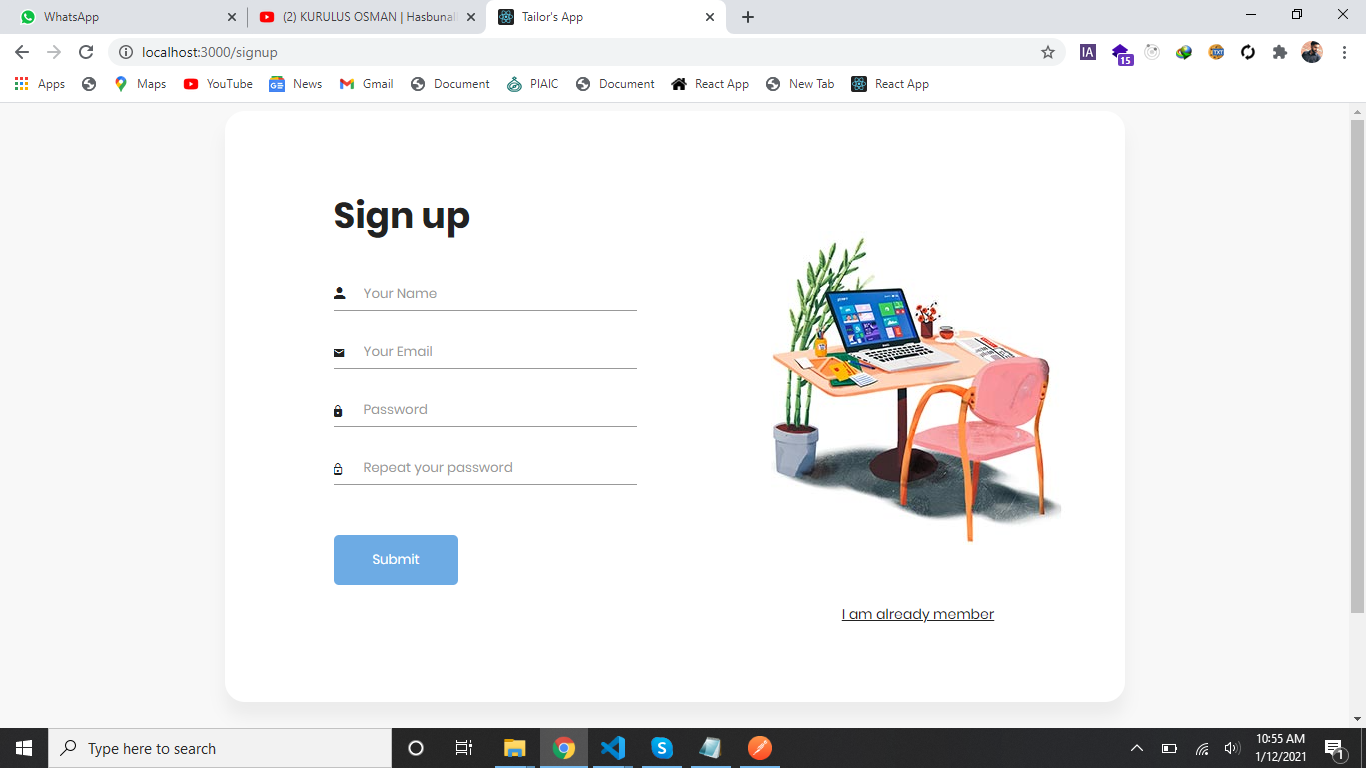 WhatsApp
(2) KURULUS OSMAN | Hasbunal
Tailor's App
localhost:3000/signup
IA
15
TXT
Apps
Maps
YouTube
News
Gmail
Document
PIAIC
Document
React App
New Tab
React App
Sign up
Your Name
Your Email
Password
Repeat your password
Submit
I am already member
Type here to search
10:55 AM
1/12/2021
1